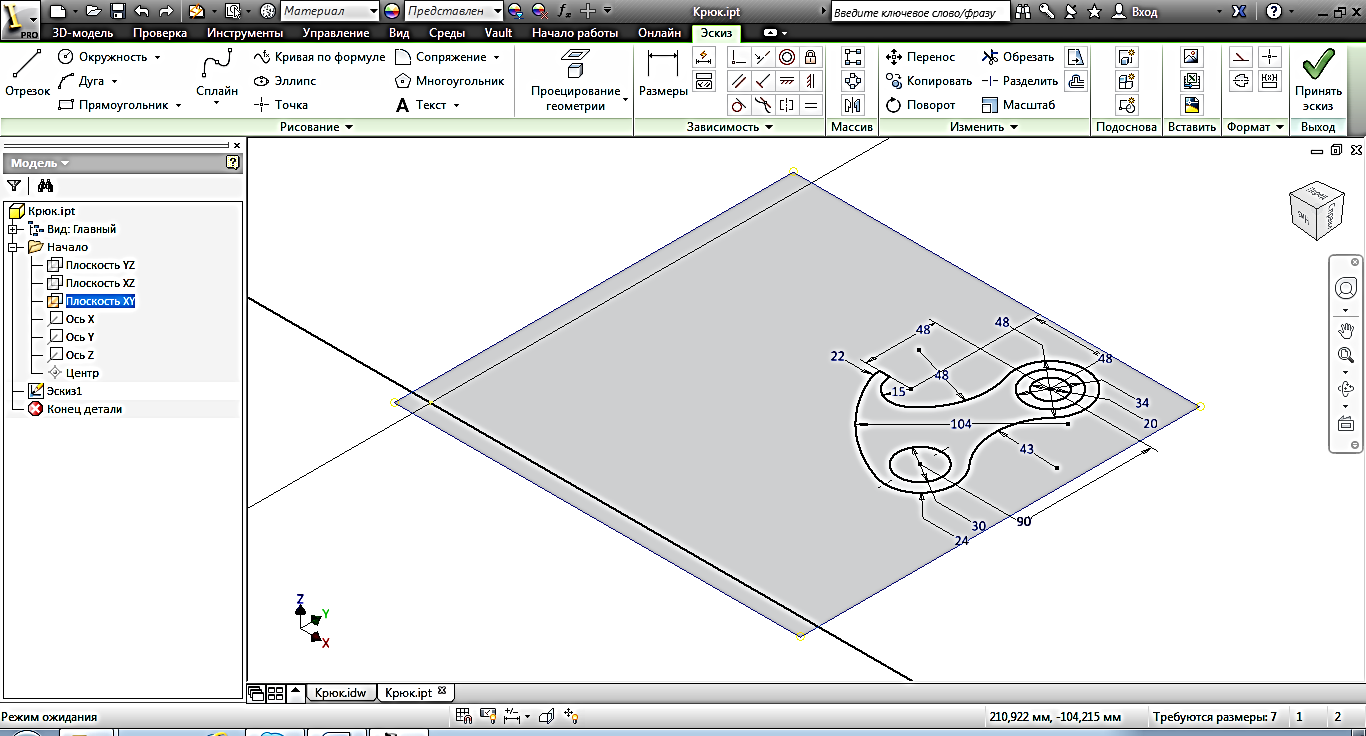 PRO
Материал
Представлен
Крюк.ipt
Введите ключевое слово/фразу
Вход
3D-модель Проверка Инструменты Управление Вид Среды Vault Начало работы Онлайн Эскиз
Отрезок
Окружность
Дуга
Прямоугольник
Сплайн
Кривая по формуле
Эллипс
Точка
Сопряжение
Многоугольник
Текст
Проецирование геометрии
Размеры
Перенос
Копировать
Поворот
Обрезать
Разделить
Масштаб
Принять эскиз
Рисование
Зависимость
Массив
Изменить
Подоснова
Вставить
Формат
Выход
Модель
Крюк.ipt
Вид: Главный
Начало
Плоскость YZ
Плоскость XZ
Плоскость XY
Ось X
Ось Y
Ось Z
Центр
Эскиз1
Конец детали
48
48
22
48
48
15
34
104
20
43
30
90
24
Z
Y
X
Крюк.idw
Крюк.ipt
Режим ожидания
210,922 мм, -104,215 мм
Требуются размеры: 7
1
2